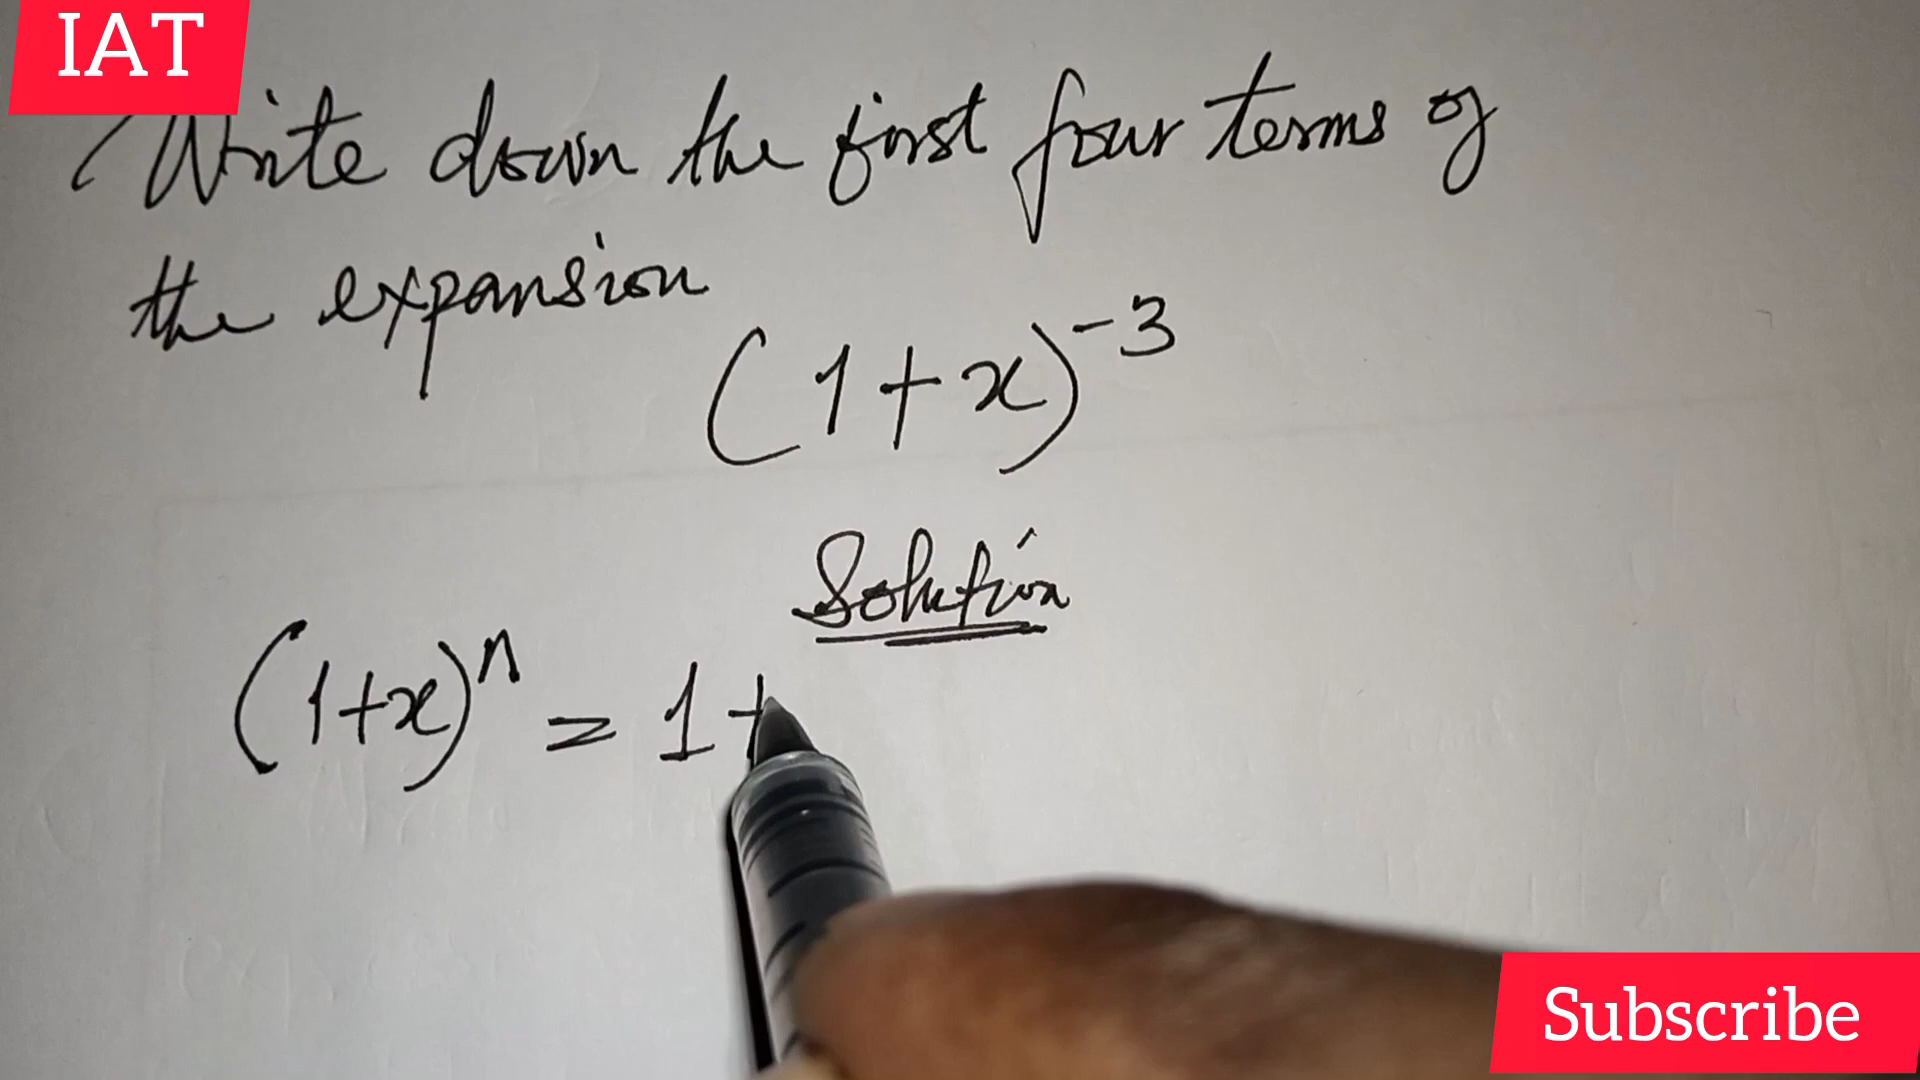 IAT
Write down the first four terms of
the expansion
(1+x)⁻³
Solution
(1+x)ⁿ = 1 +
Subscribe